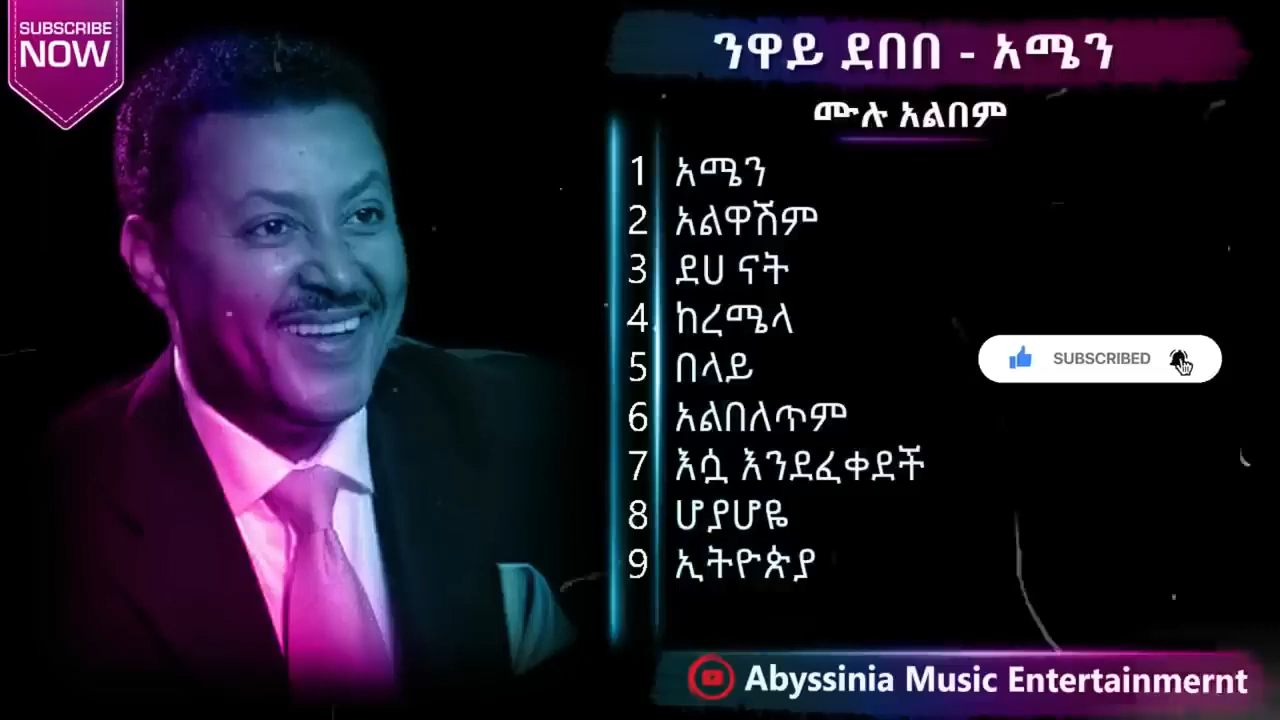 SUBSCRIBE
NOW
ንዋይ ደበበ - አሜን
ሙሉ አልበም
1 አሜን
2 አልዋሽም
3 ደህ ናት
4 ከረሜላ
5 በላይ
6 አልበለጥም
7 እሷ እንደፈቀደች
8 ሆያሆዬ
9 ኢትዮጵያ
SUBSCRIBED
Abyssinia Music Entertainmernt